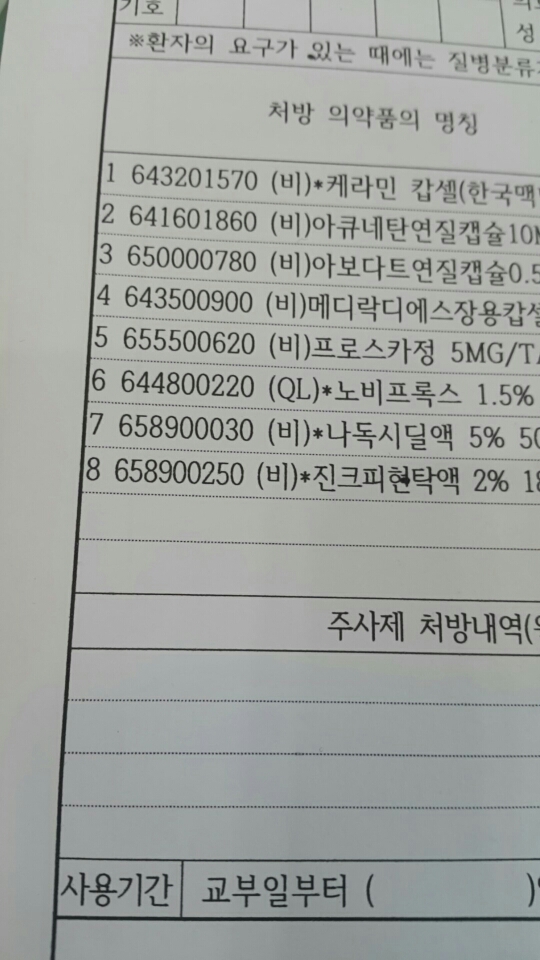 기호
성
※환자의 요구가 있는 때에는 질병분류
처방 의약품의 명칭
1 643201570 (비)*케라민 캅셀(한국맥
2 641601860 (비)아큐네탄연질캡슐10M
3 650000780 (비)아보다트연질캡슐0.5
4 643500900 (비)메디락디에스장용캅셀
5 655500620 (비)프로스카정 5MG/TA
6 644800220 (QL)*노비프록스 1.5%
7 658900030 (비)*나독시딜액 5% 50
8 658900250 (비)*진크피현탁액 2% 18
주사제 처방내역(
사용기간 교부일부터 ( )